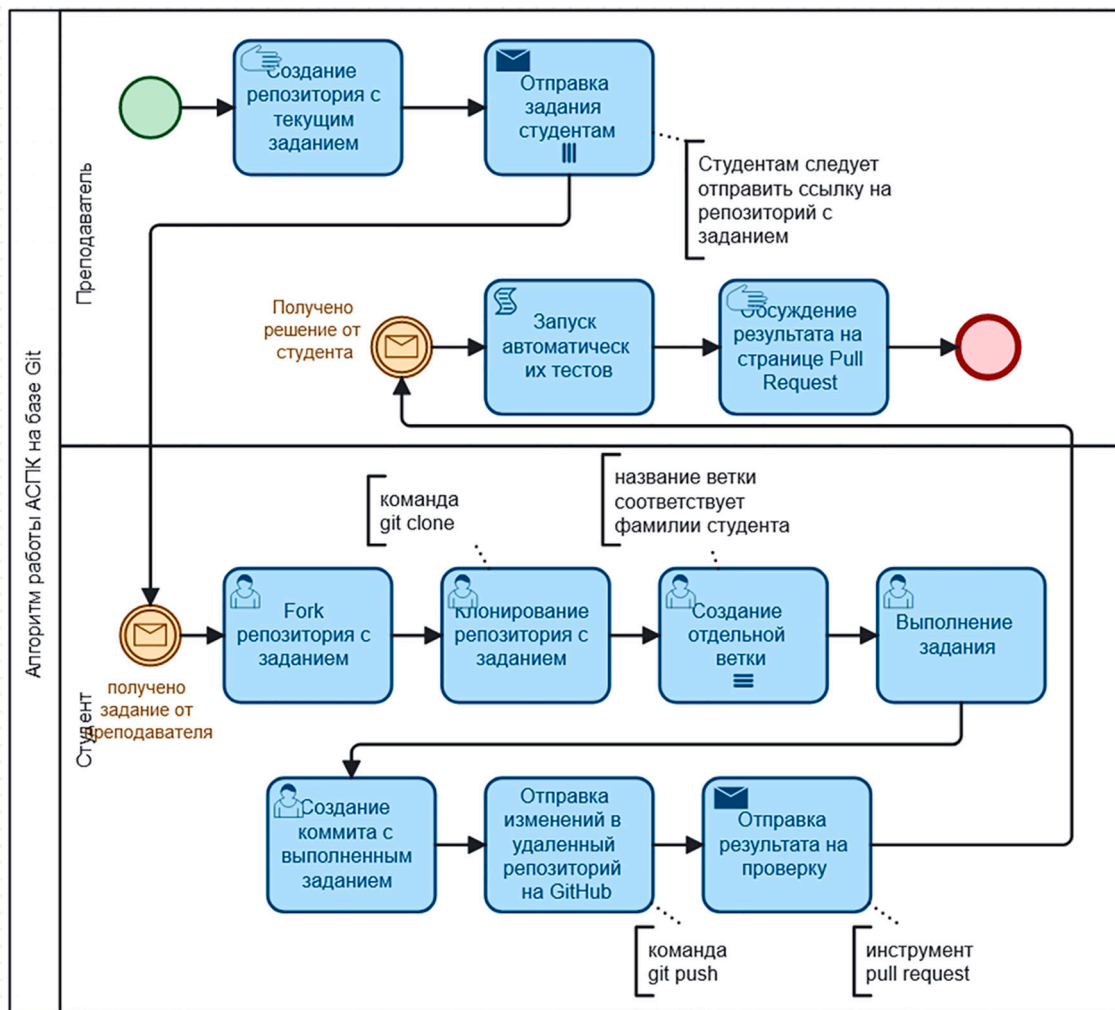 Алгоритм работы АСПК на базе Git
Преподаватель
Создание
репозитория с
текущим
заданием
Отправка
задания
студентам
Студентам следует
отправить ссылку на
репозиторий с
заданием
Получено
решение от
студента
Запуск
автоматическ
их тестов
Обсуждение
результата на
странице Pull
Request
Студент
команда
git clone
название ветки
соответствует
фамилии студента
получено
задание от
преподавателя
Fork
репозитория с
заданием
Клонирование
репозитория с
заданием
Создание
отдельной
ветки
Выполнение
задания
Создание
коммита с
выполненным
заданием
Отправка
изменений в
удаленный
репозиторий
на GitHub
Отправка
результата на
проверку
команда
git push
инструмент
pull request